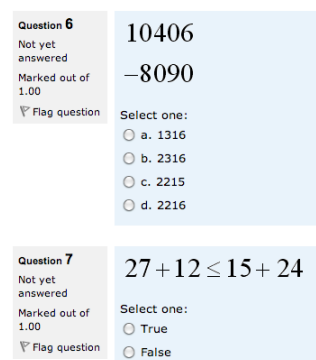 Question 6
Not yet
answered
Marked out of
1.00
Flag question
10406
−8090
Select one:
a. 1316
b. 2316
c. 2215
d. 2216
Question 7
Not yet
answered
Marked out of
1.00
Flag question
27+12≤15+24
Select one:
True
False